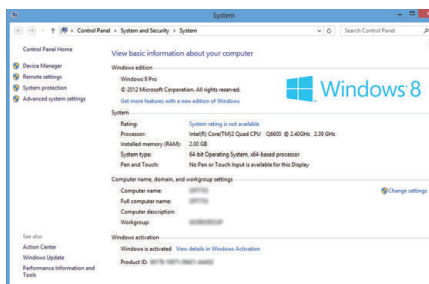 System
Control Panel › System and Security › System
Search Control Panel
Control Panel Home
Device Manager
Remote settings
System protection
Advanced system settings
View basic information about your computer
Windows edition
Windows 8 Pro
© 2012 Microsoft Corporation. All rights reserved.
Get more features with a new edition of Windows
Windows 8
System
Rating: System rating is not available
Processor: Intel(R) Core(TM)2 Quad CPU Q6600 @ 2.40GHz 2.39 GHz
Installed memory (RAM): 2.00 GB
System type: 64-bit Operating System, x64-based processor
Pen and Touch: No Pen or Touch Input is available for this Display
Computer name, domain, and workgroup settings
Computer name:
Change settings
Full computer name:
Computer description:
Workgroup:
Windows activation
Windows is activated View details in Windows Activation
Product ID:
See also
Action Center
Windows Update
Performance Information and
Tools